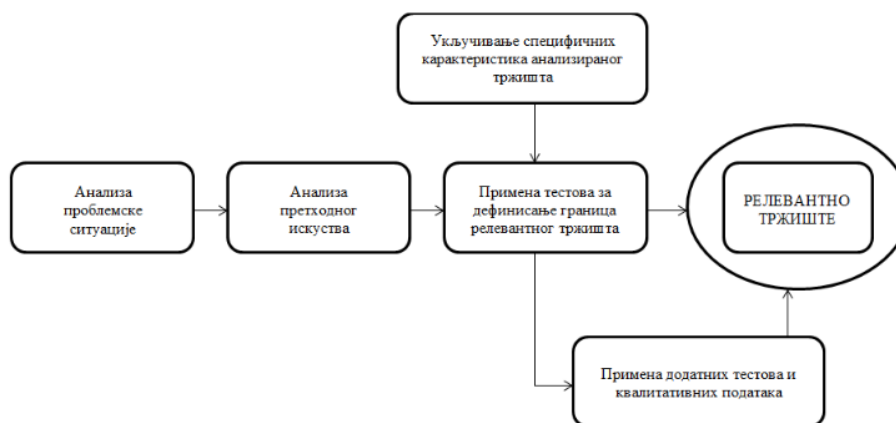 Укључивање специфичних
карактеристика анализираног
тржишта
Анализа
проблемске
ситуације
Анализа
претходног
искуства
Примена тестова за
дефинисање граница
релевантног тржишта
РЕЛЕВАНТНО
ТРЖИШТЕ
Примена додатних тестова и
квалитативних података